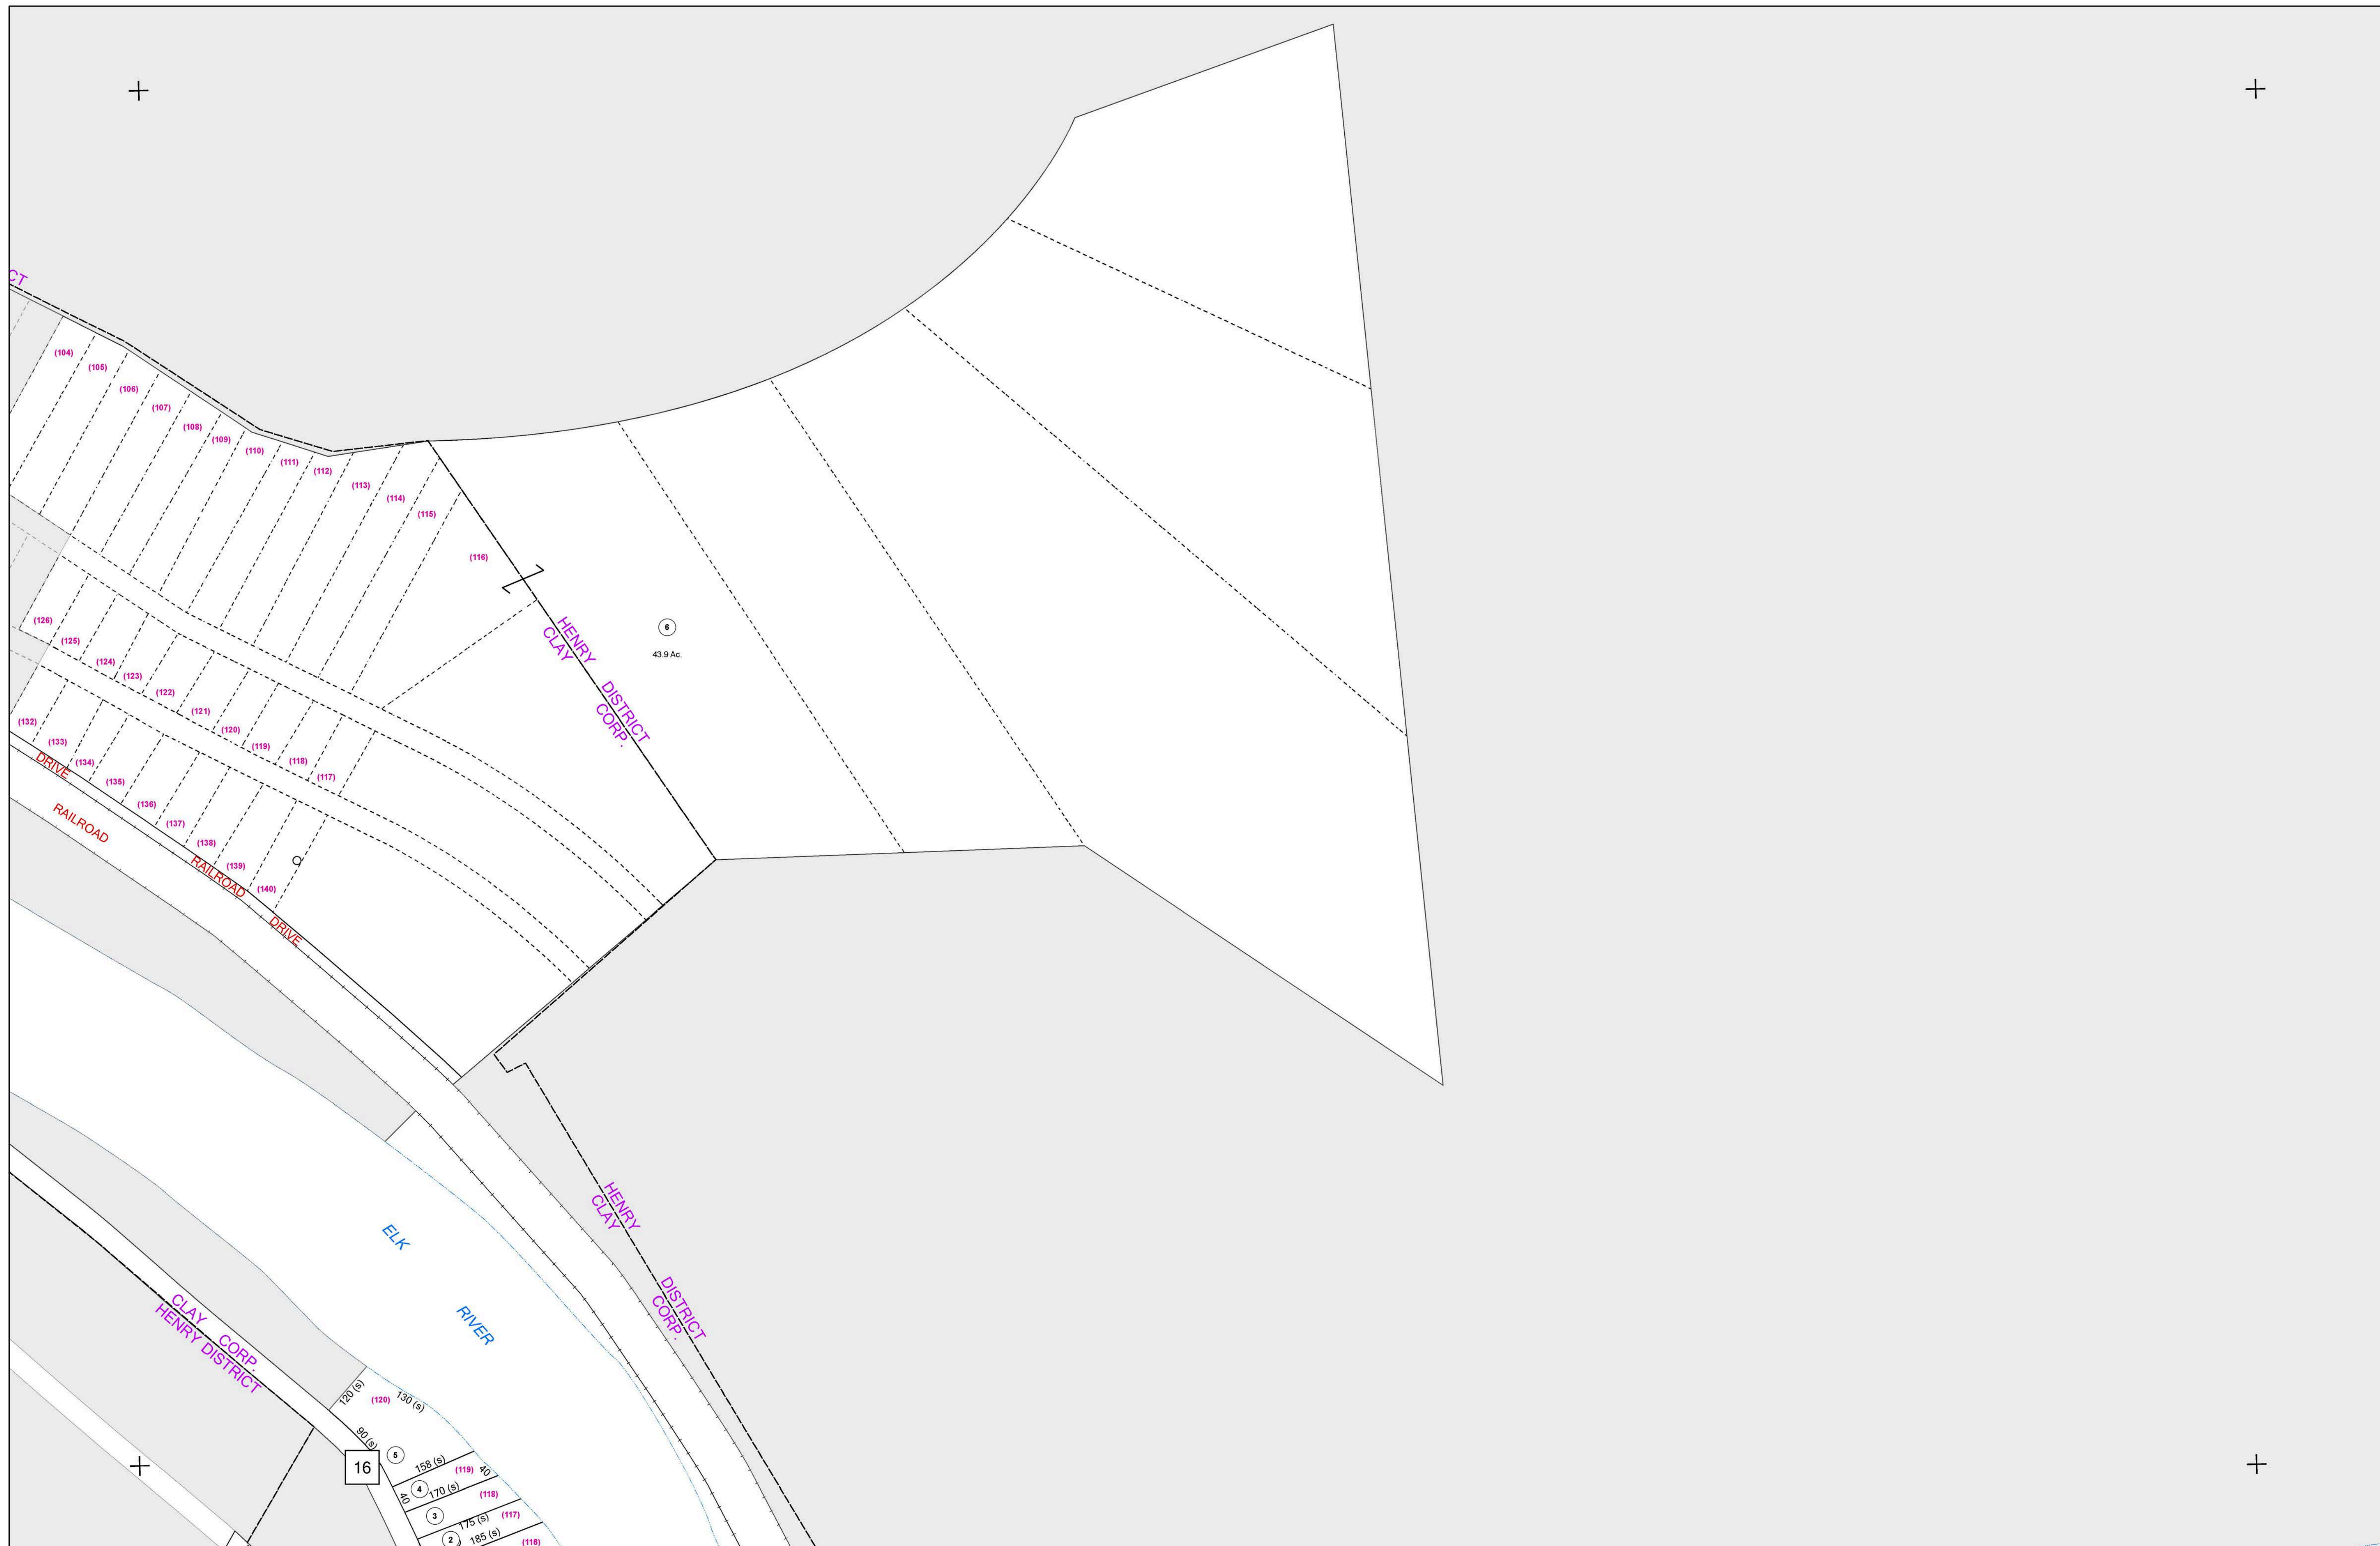 CT
(104)
(105)
(106)
(107)
(108)
(109)
(110)
(111)
(112)
(113)
(114)
(115)
(116)
HENRY DISTRICT
CLAY CORP.
6
43.9 Ac.
(126)
(125)
(124)
(123)
(122)
(121)
(120)
(119)
(118)
(117)
(132)
(133)
(134)
(135)
(136)
(137)
(138)
(139)
(140)
DRIVE
RAILROAD
RAILROAD DRIVE
HENRY DISTRICT
CLAY CORP.
ELK RIVER
CLAY CORP.
HENRY DISTRICT
120 (s)
(120)
130 (s)
90 (s)
5
16
158 (s)
(119)
40
4
170 (s)
40
(118)
3
175 (s)
(117)
2
185 (s)
(116)